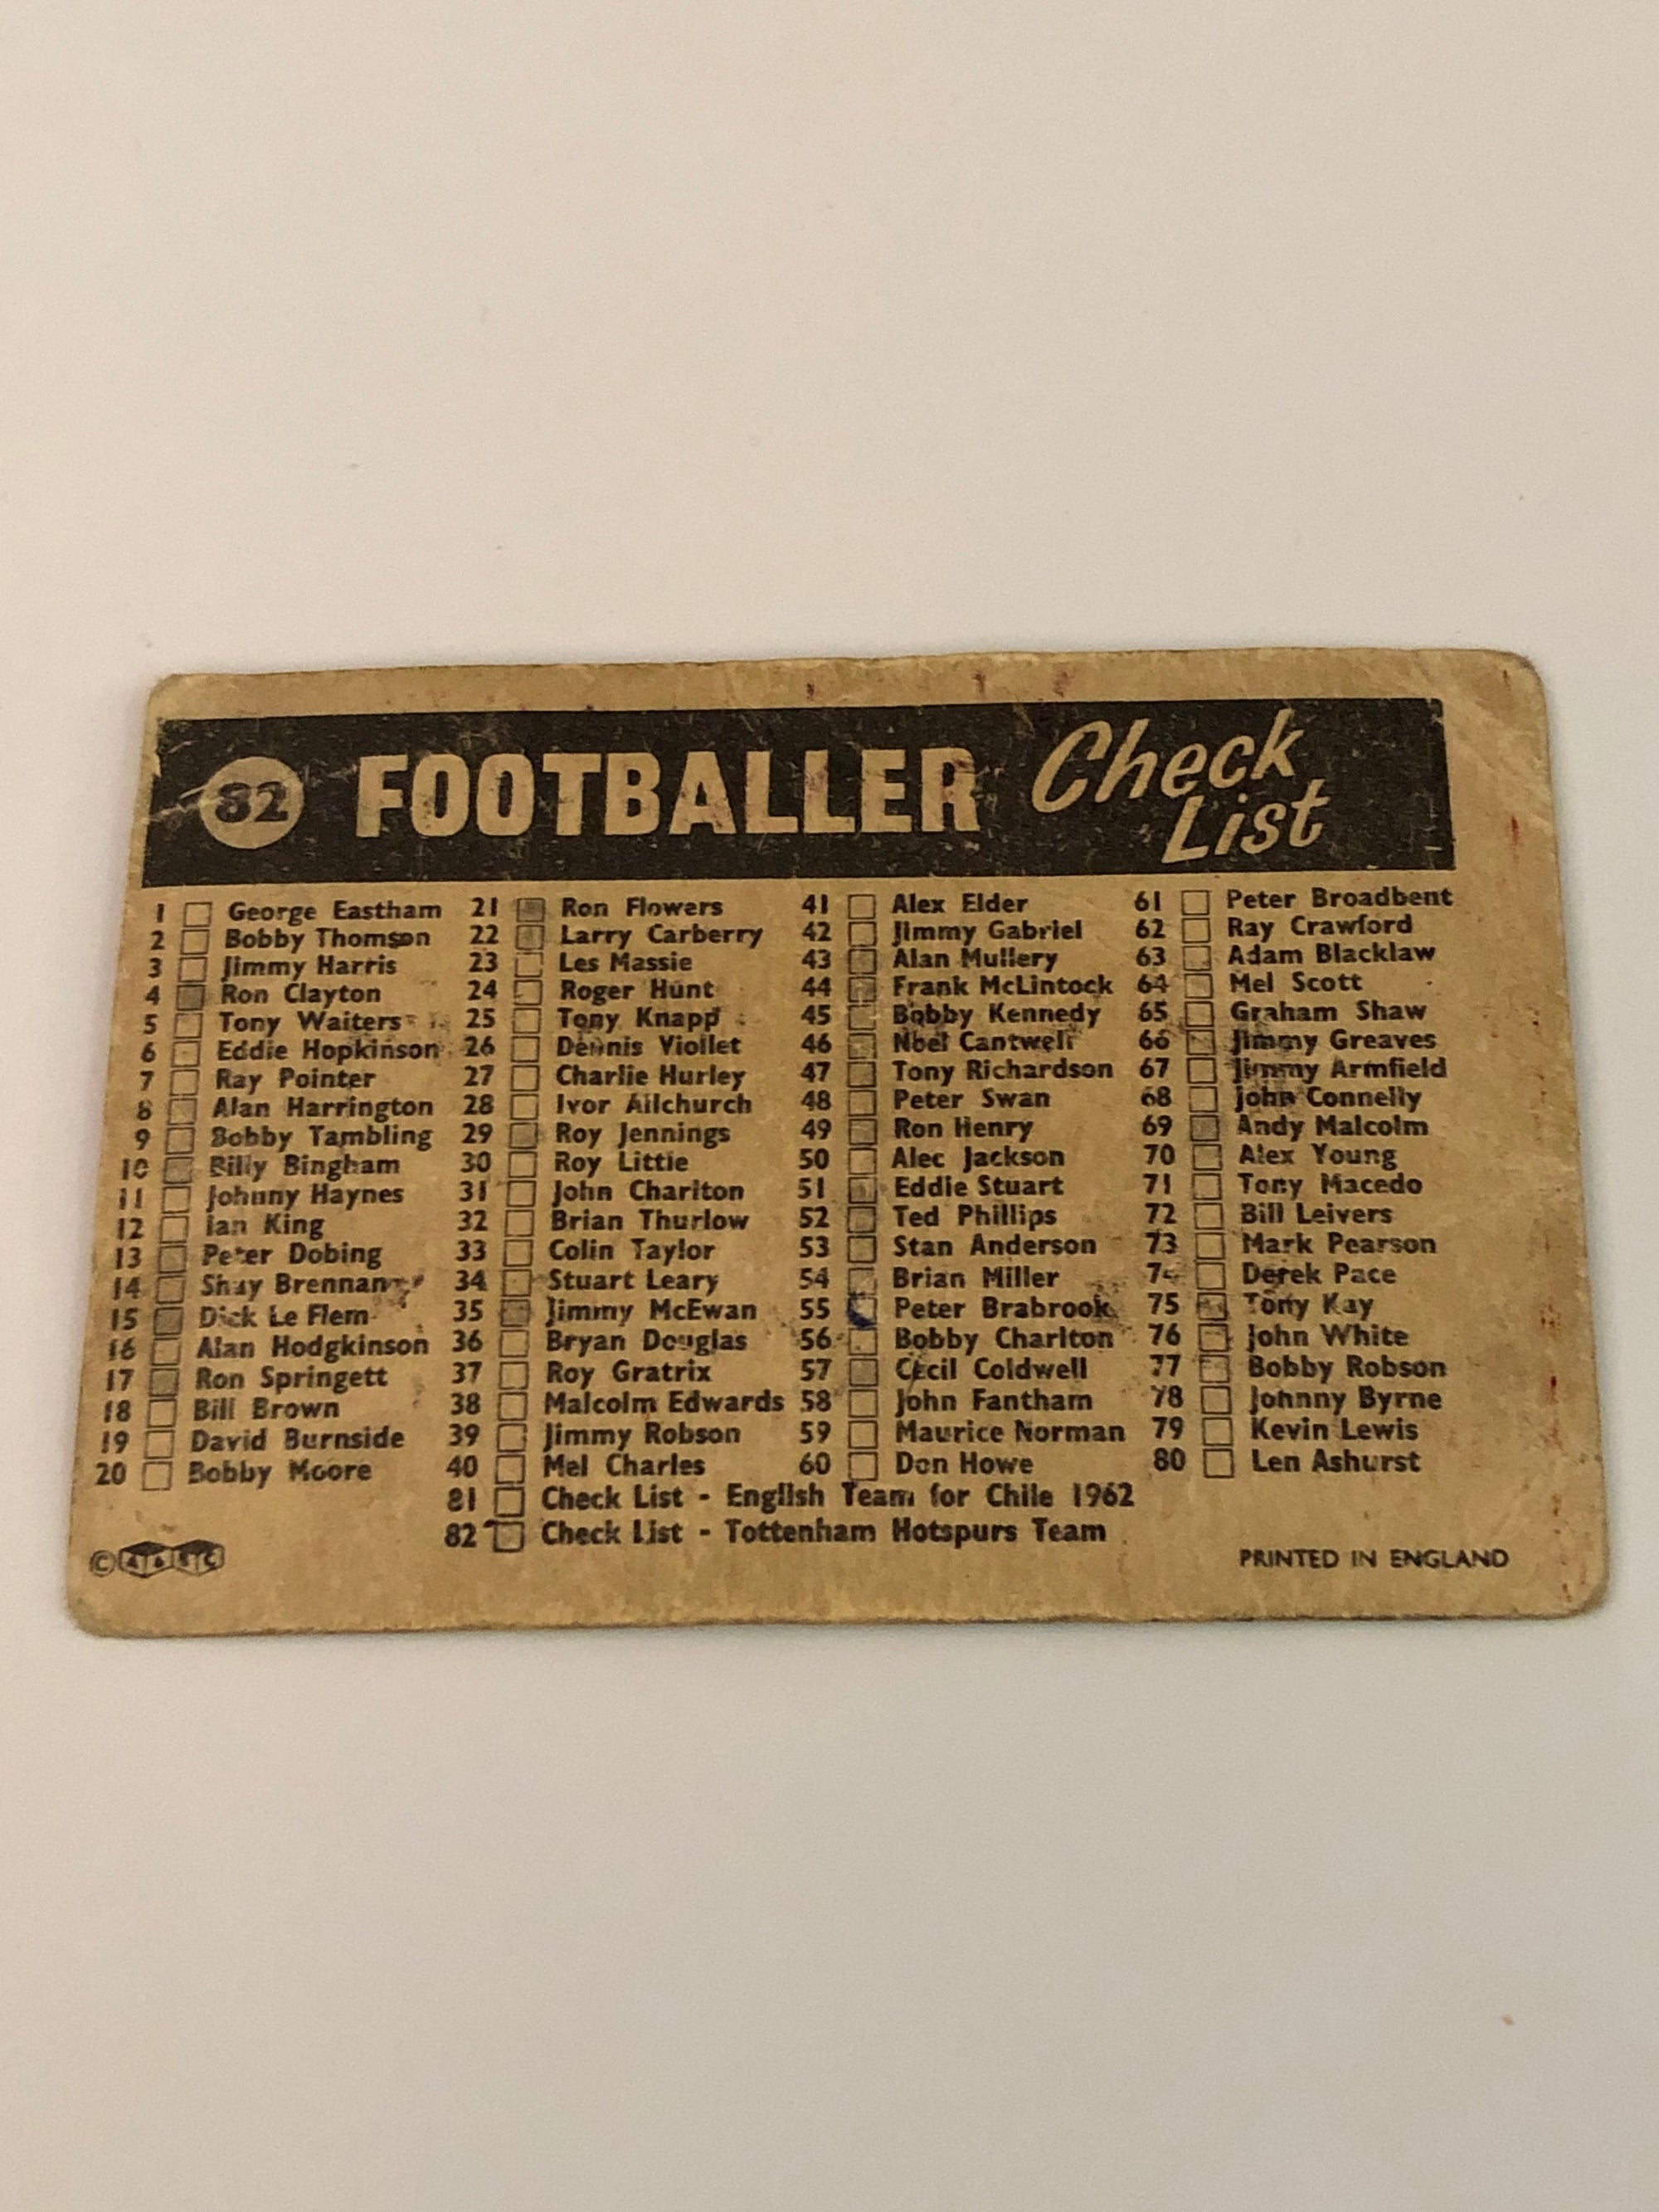 82 FOOTBALLER Check List
1 George Eastham
2 Bobby Thomson
3 Jimmy Harris
4 Ron Clayton
5 Tony Waiters
6 Eddie Hopkinson
7 Ray Pointer
8 Alan Harrington
9 Bobby Tambling
10 Billy Bingham
11 Johnny Haynes
12 Ian King
13 Peter Dobing
14 Shay Brennan
15 Dick Le Flem
16 Alan Hodgkinson
17 Ron Springett
18 Bill Brown
19 David Burnside
20 Bobby Moore
21 Ron Flowers
22 Larry Carberry
23 Les Massie
24 Roger Hunt
25 Tony Knapp
26 Dennis Viollet
27 Charlie Hurley
28 Ivor Allchurch
29 Roy Jennings
30 Roy Little
31 John Charlton
32 Brian Thurlow
33 Colin Taylor
34 Stuart Leary
35 Jimmy McEwan
36 Bryan Douglas
37 Roy Gratrix
38 Malcolm Edwards
39 Jimmy Robson
40 Mel Charles
41 Alex Elder
42 Jimmy Gabriel
43 Alan Mullery
44 Frank McLintock
45 Bobby Kennedy
46 Noel Cantwell
47 Tony Richardson
48 Peter Swan
49 Ron Henry
50 Alec Jackson
51 Eddie Stuart
52 Ted Phillips
53 Stan Anderson
54 Brian Miller
55 Peter Brabrook
56 Bobby Charlton
57 Cecil Coldwell
58 John Fantham
59 Maurice Norman
60 Don Howe
61 Peter Broadbent
62 Ray Crawford
63 Adam Blacklaw
64 Mel Scott
65 Graham Shaw
66 Jimmy Greaves
67 Jimmy Armfield
68 John Connelly
69 Andy Malcolm
70 Alex Young
71 Tony Macedo
72 Bill Leivers
73 Mark Pearson
74 Derek Pace
75 Tony Kay
76 John White
77 Bobby Robson
78 Johnny Byrne
79 Kevin Lewis
80 Len Ashurst
81 Check List - English Team for Chile 1962
82 Check List - Tottenham Hotspurs Team
© A&BC
PRINTED IN ENGLAND